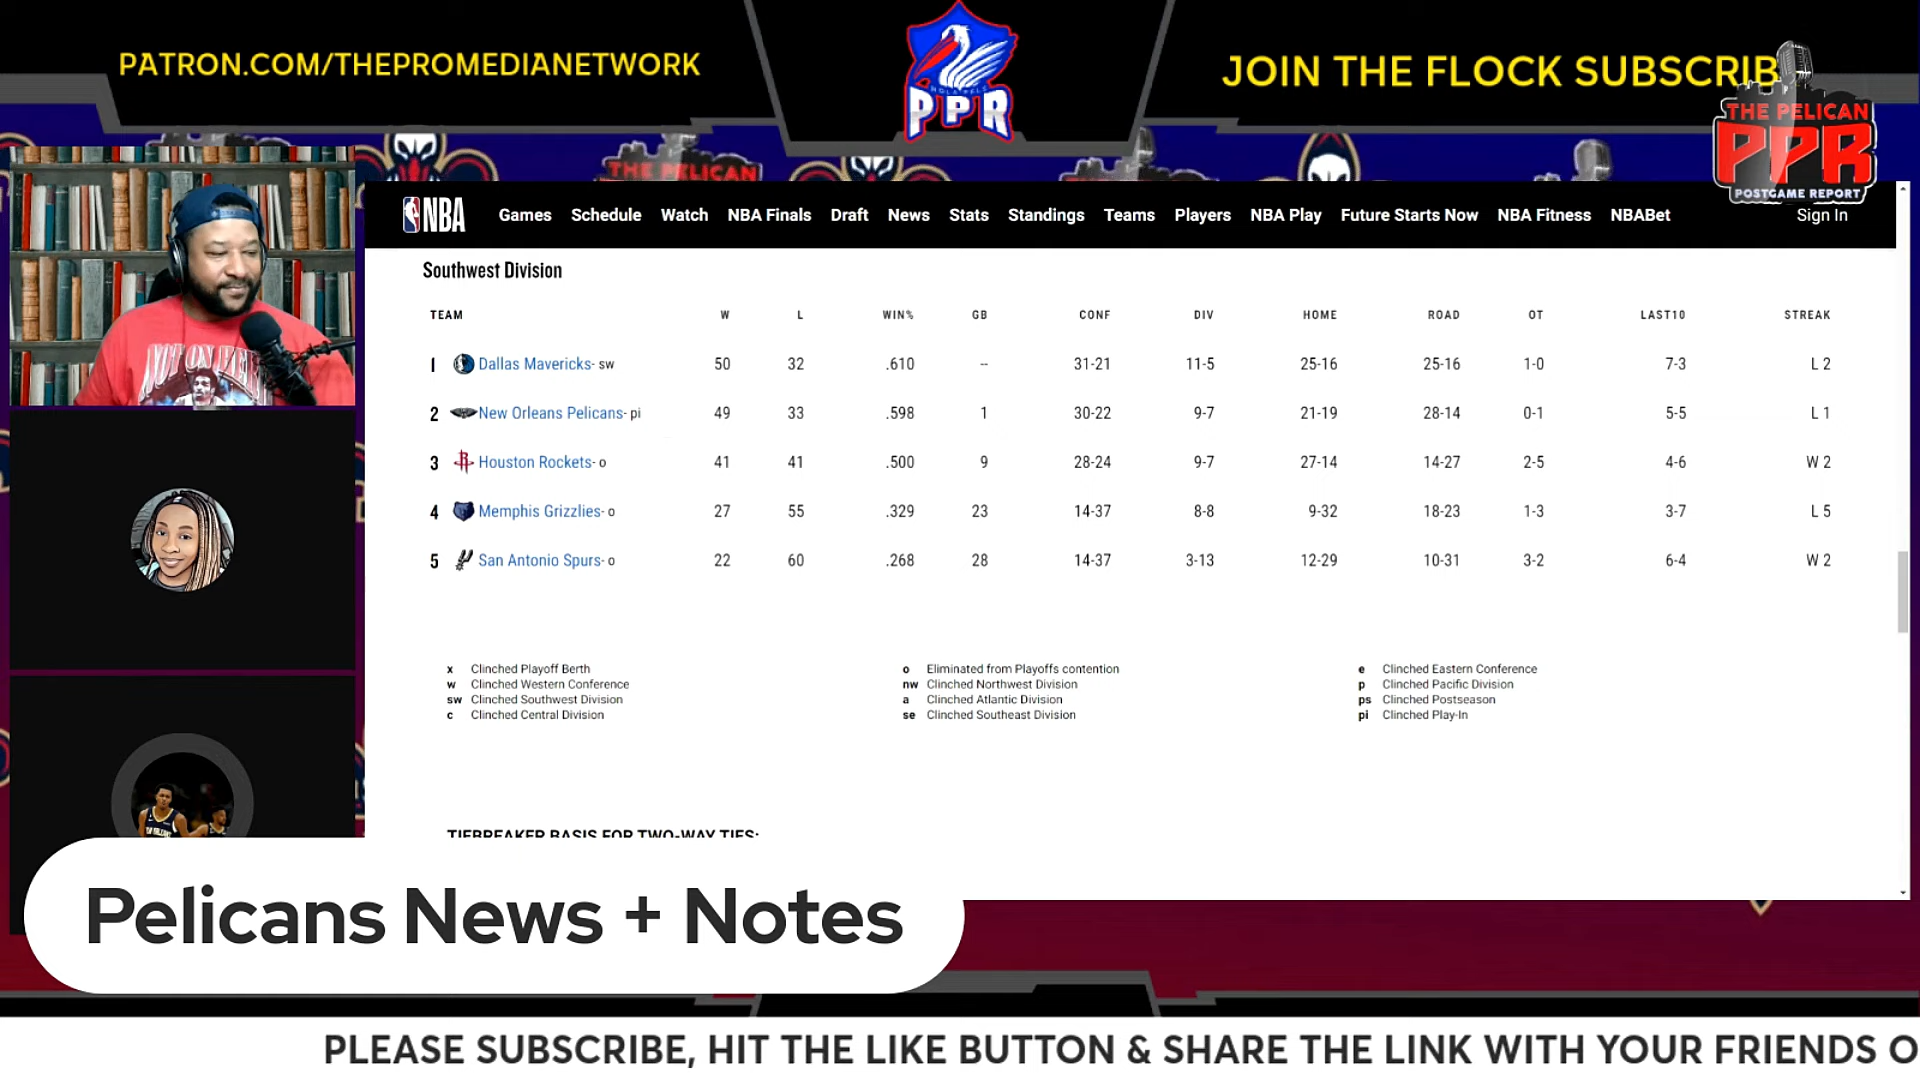 PATRON.COM/THEPROMEDIANETWORK
NOLA PELS
PPR
JOIN THE FLOCK SUBSCRIB
THE PELICAN
PPR
POSTGAME REPORT
THE PELICAN
NBA Games Schedule Watch NBA Finals Draft News Stats Standings Teams Players NBA Play Future Starts Now NBA Fitness NBABet Sign In
Southwest Division
TEAM W L WIN% GB CONF DIV HOME ROAD OT LAST10 STREAK
1 Dallas Mavericks- sw 50 32 .610 -- 31-21 11-5 25-16 25-16 1-0 7-3 L 2
2 New Orleans Pelicans- pi 49 33 .598 1 30-22 9-7 21-19 28-14 0-1 5-5 L 1
3 Houston Rockets- o 41 41 .500 9 28-24 9-7 27-14 14-27 2-5 4-6 W 2
4 Memphis Grizzlies- o 27 55 .329 23 14-37 8-8 9-32 18-23 1-3 3-7 L 5
5 San Antonio Spurs- o 22 60 .268 28 14-37 3-13 12-29 10-31 3-2 6-4 W 2
x Clinched Playoff Berth o Eliminated from Playoffs contention e Clinched Eastern Conference
w Clinched Western Conference nw Clinched Northwest Division p Clinched Pacific Division
sw Clinched Southwest Division a Clinched Atlantic Division ps Clinched Postseason
c Clinched Central Division se Clinched Southeast Division pi Clinched Play-In
TIEBREAKER BASIS FOR TWO-WAY TIES:
Pelicans News + Notes
PLEASE SUBSCRIBE, HIT THE LIKE BUTTON & SHARE THE LINK WITH YOUR FRIENDS O